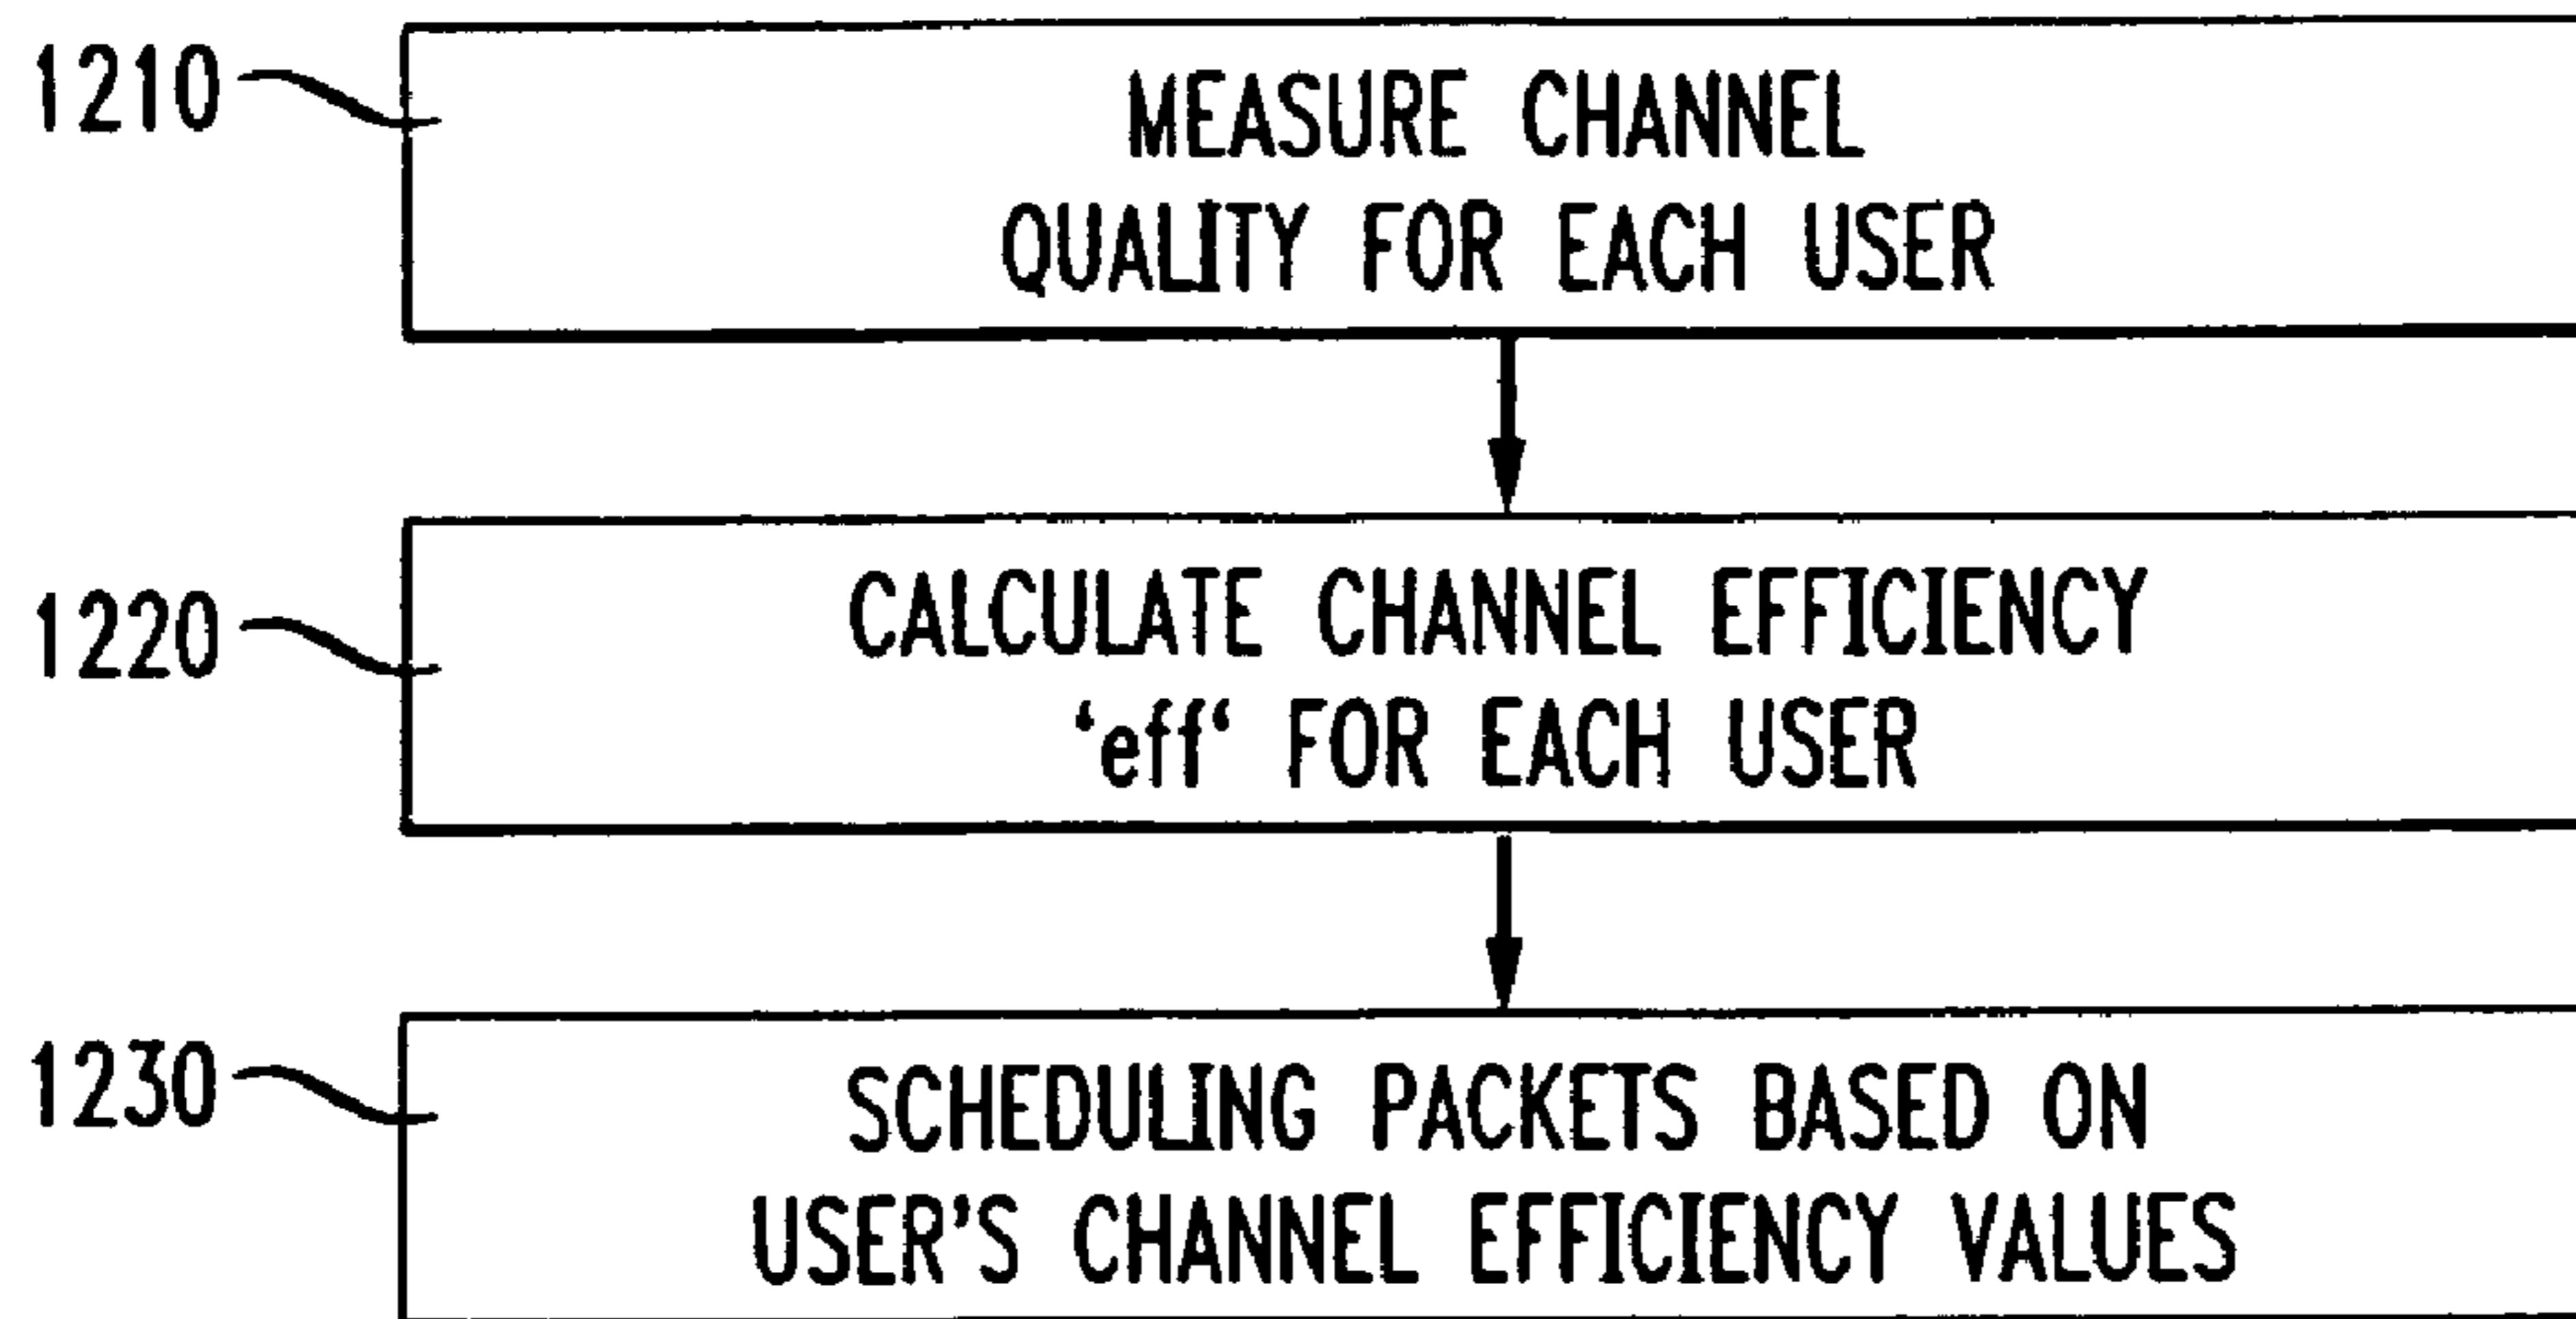 1210
MEASURE CHANNEL
QUALITY FOR EACH USER
1220
CALCULATE CHANNEL EFFICIENCY
‘eff‘ FOR EACH USER
1230
SCHEDULING PACKETS BASED ON
USER'S CHANNEL EFFICIENCY VALUES